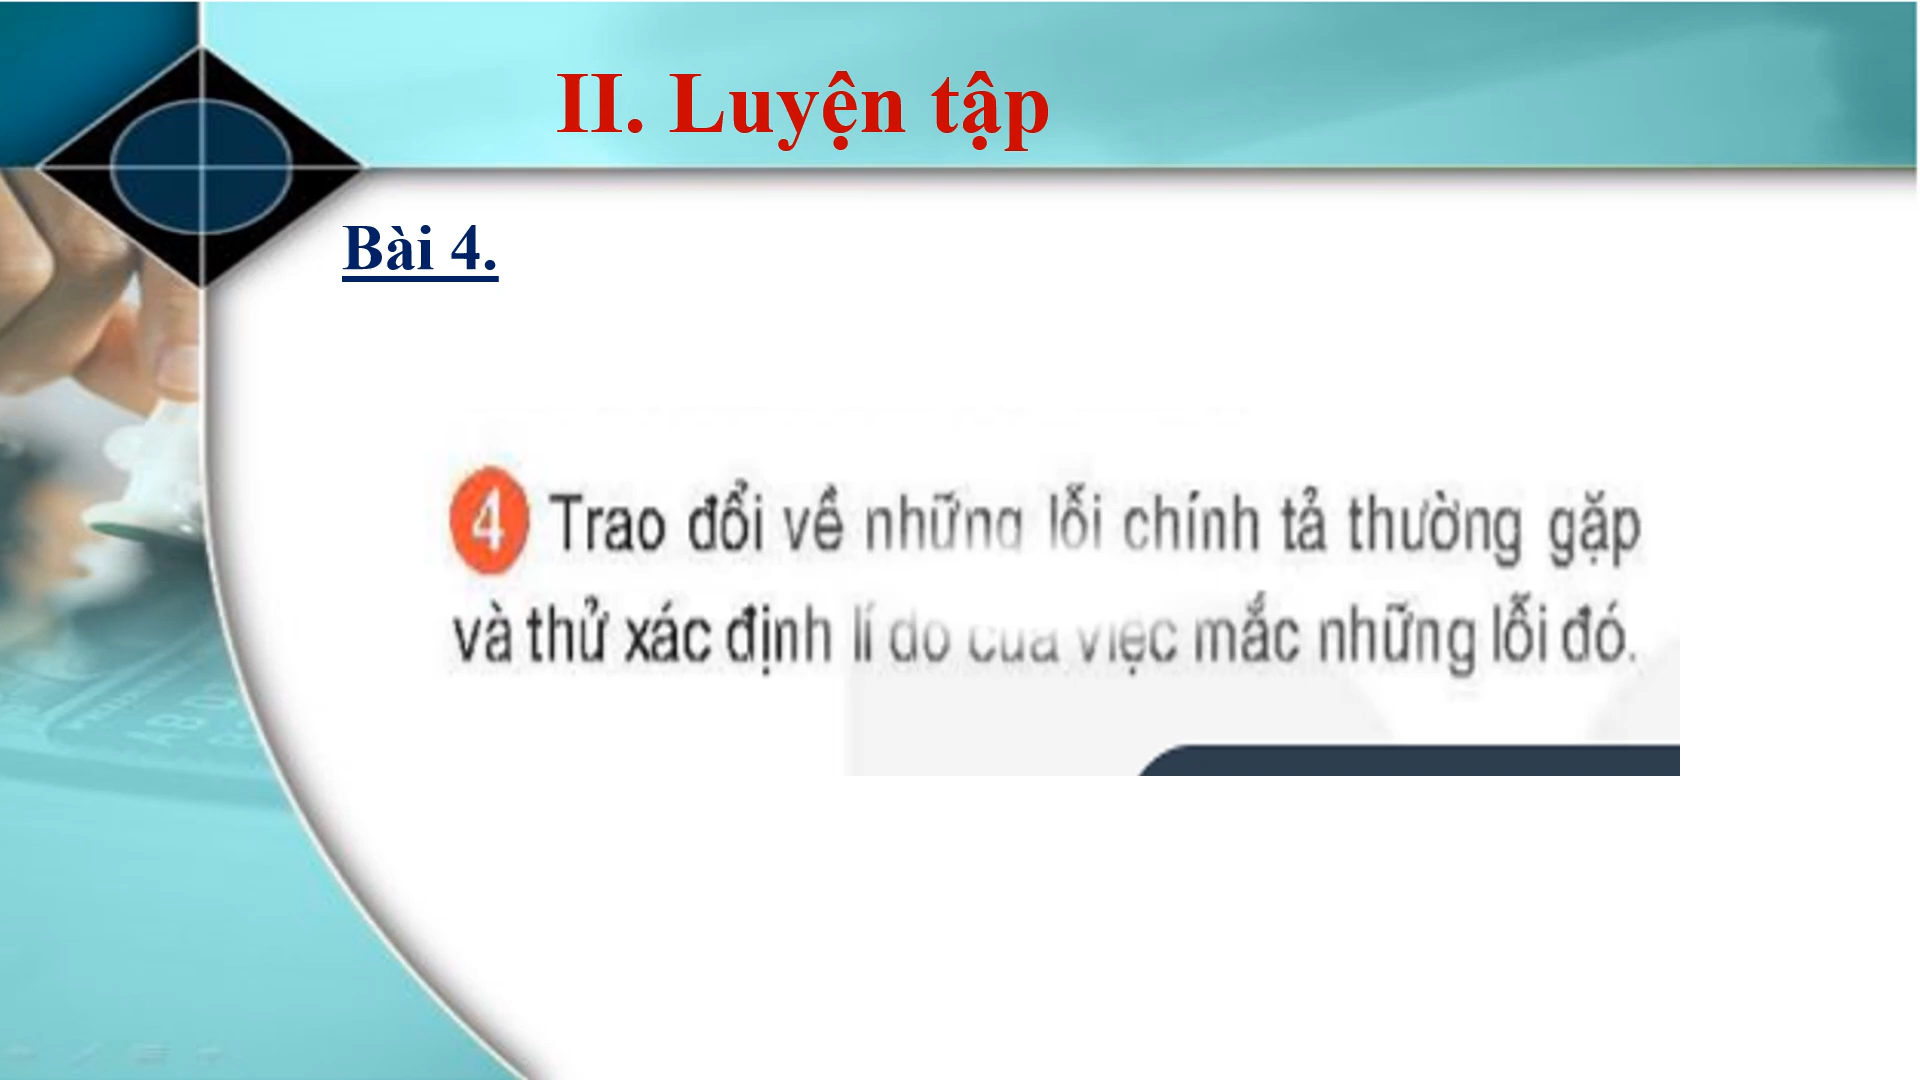 II. Luyện tập
Bài 4.
4 Trao đổi về những lỗi chính tả thường gặp
và thử xác định lí do của việc mắc những lỗi đó.